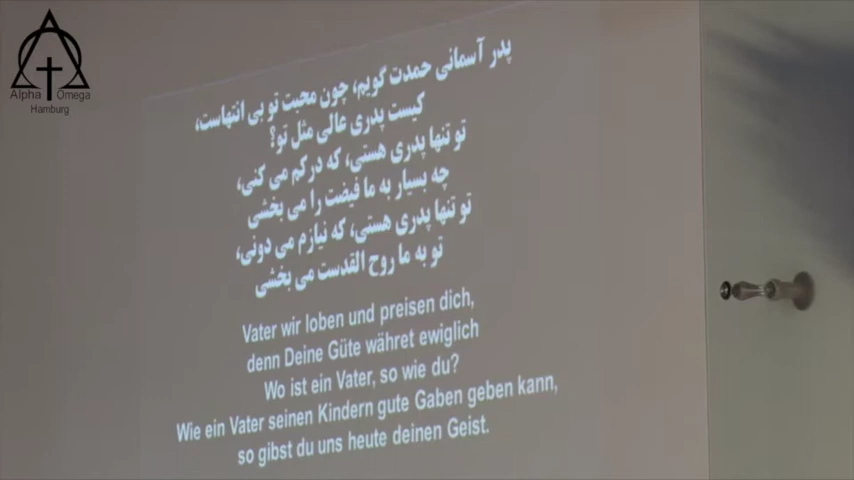 Alpha Omega
Hamburg
پدر آسمانی حمدت گویم، چون محبت تو بی انتهاست،
کیست پدری عالی مثل تو؟
تو تنها پدری هستی، که درکم می کنی،
چه بسیار به ما فیضت را می بخشی
تو تنها پدری هستی، که نیازم می دونی،
تو به ما روح القدست می بخشی
Vater wir loben und preisen dich,
denn Deine Güte währet ewiglich
Wo ist ein Vater, so wie du?
Wie ein Vater seinen Kindern gute Gaben geben kann,
so gibst du uns heute deinen Geist.